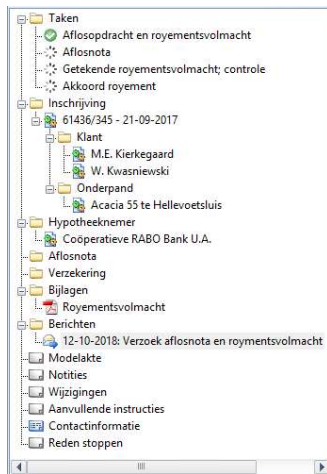 Taken
Aflosopdracht en royementsvolmacht
Aflosnota
Getekende royementsvolmacht; controle
Akkoord royement
Inschrijving
61436/345 - 21-09-2017
Klant
M.E. Kierkegaard
W. Kwasniewski
Onderpand
Acacia 55 te Hellevoetsluis
Hypotheeknemer
Coöperatieve RABO Bank U.A.
Aflosnota
Verzekering
Bijlagen
Royementsvolmacht
Berichten
12-10-2018: Verzoek aflosnota en roymentsvolmacht
Modelakte
Notities
Wijzigingen
Aanvullende instructies
Contactinformatie
Reden stoppen